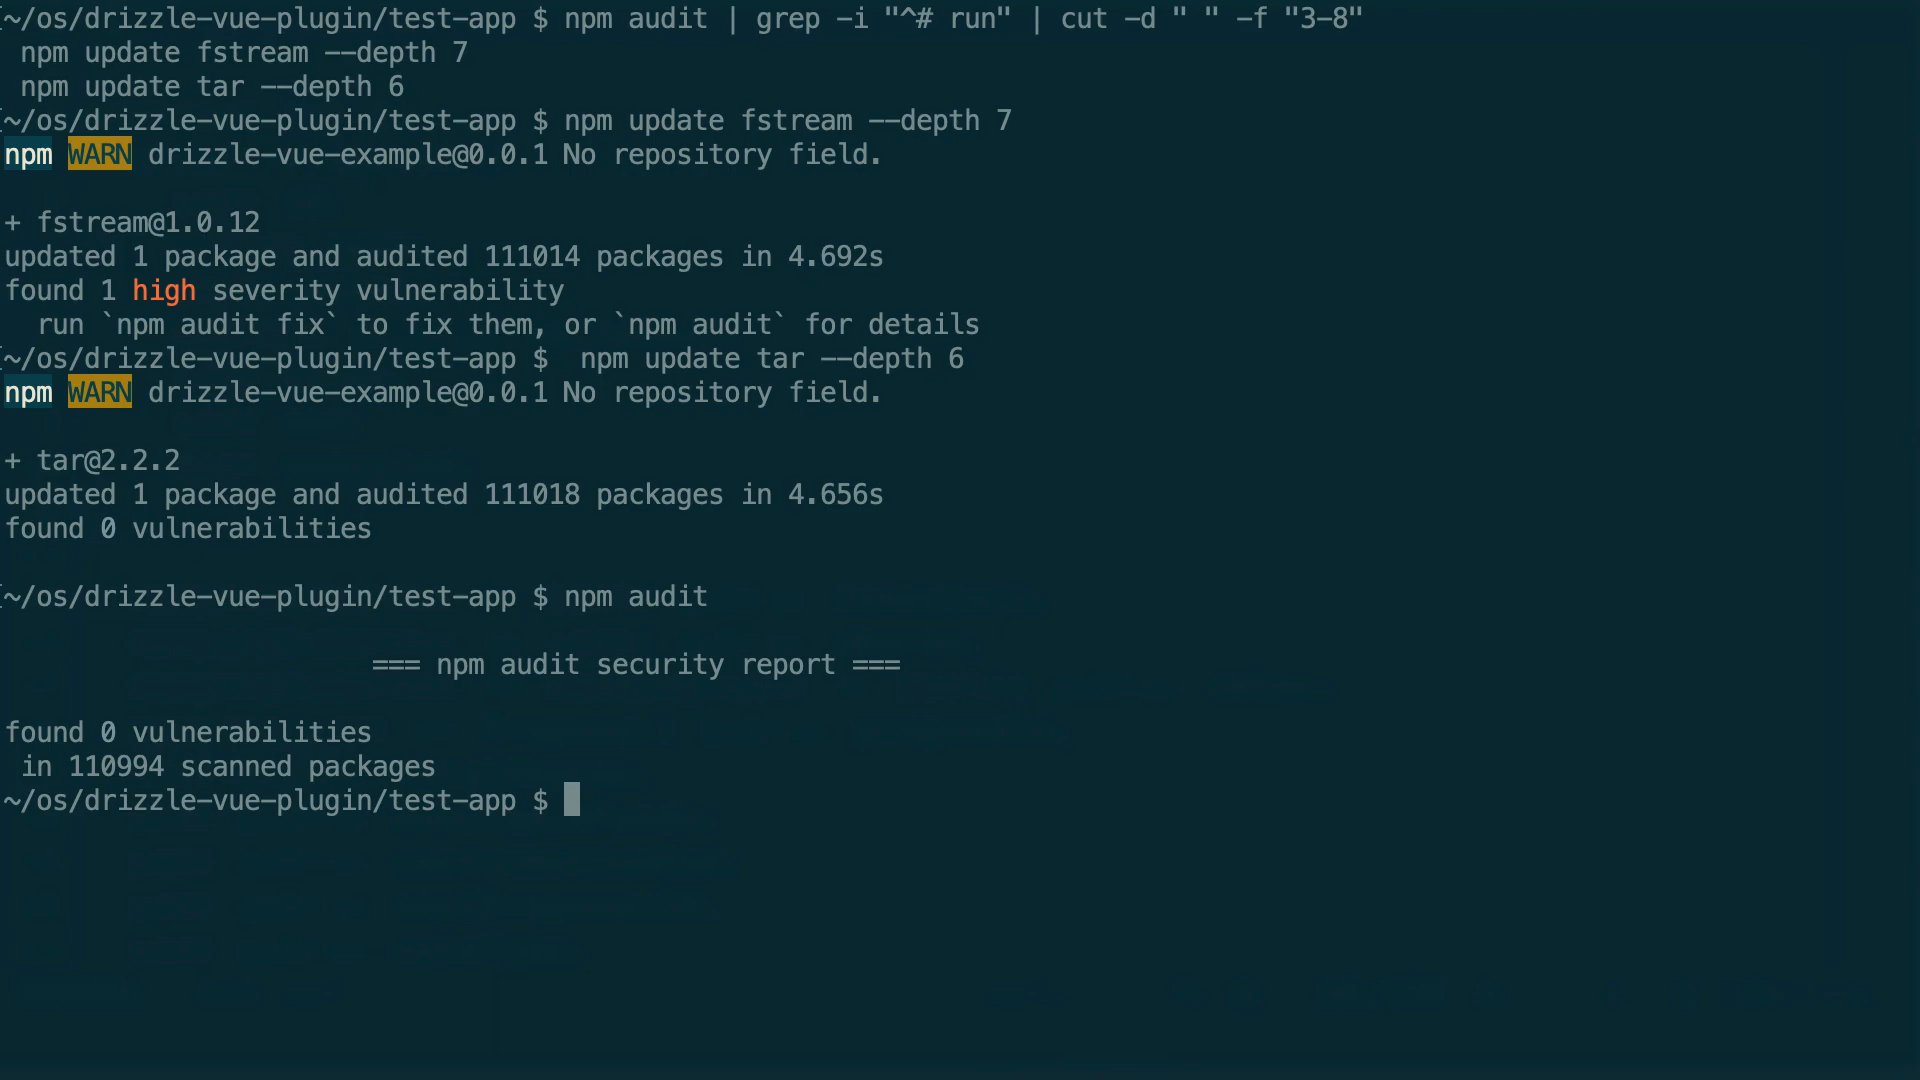 ~/os/drizzle-vue-plugin/test-app $ npm audit | grep -i "^# run" | cut -d " " -f "3-8"
npm update fstream --depth 7
npm update tar --depth 6
~/os/drizzle-vue-plugin/test-app $ npm update fstream --depth 7
npm WARN drizzle-vue-example@0.0.1 No repository field.
+ fstream@1.0.12
updated 1 package and audited 111014 packages in 4.692s
found 1 high severity vulnerability
run `npm audit fix` to fix them, or `npm audit` for details
~/os/drizzle-vue-plugin/test-app $  npm update tar --depth 6
npm WARN drizzle-vue-example@0.0.1 No repository field.
+ tar@2.2.2
updated 1 package and audited 111018 packages in 4.656s
found 0 vulnerabilities
~/os/drizzle-vue-plugin/test-app $ npm audit
=== npm audit security report ===
found 0 vulnerabilities
in 110994 scanned packages
~/os/drizzle-vue-plugin/test-app $